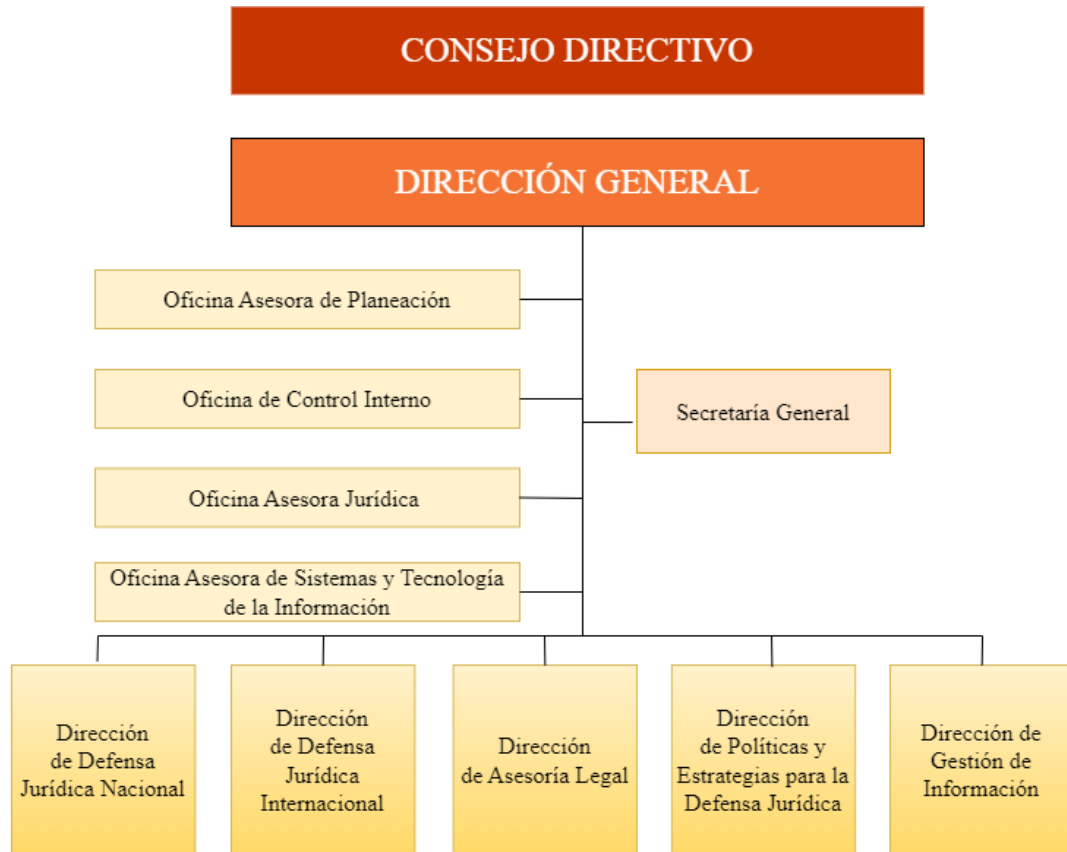 CONSEJO DIRECTIVO
DIRECCIÓN GENERAL
Oficina Asesora de Planeación
Oficina de Control Interno
Secretaría General
Oficina Asesora Jurídica
Oficina Asesora de Sistemas y Tecnología
de la Información
Dirección
de Defensa
Jurídica Nacional
Dirección
de Defensa
Jurídica
Internacional
Dirección
de Asesoría Legal
Dirección
de Políticas y
Estrategias para la
Defensa Jurídica
Dirección de
Gestión de
Información